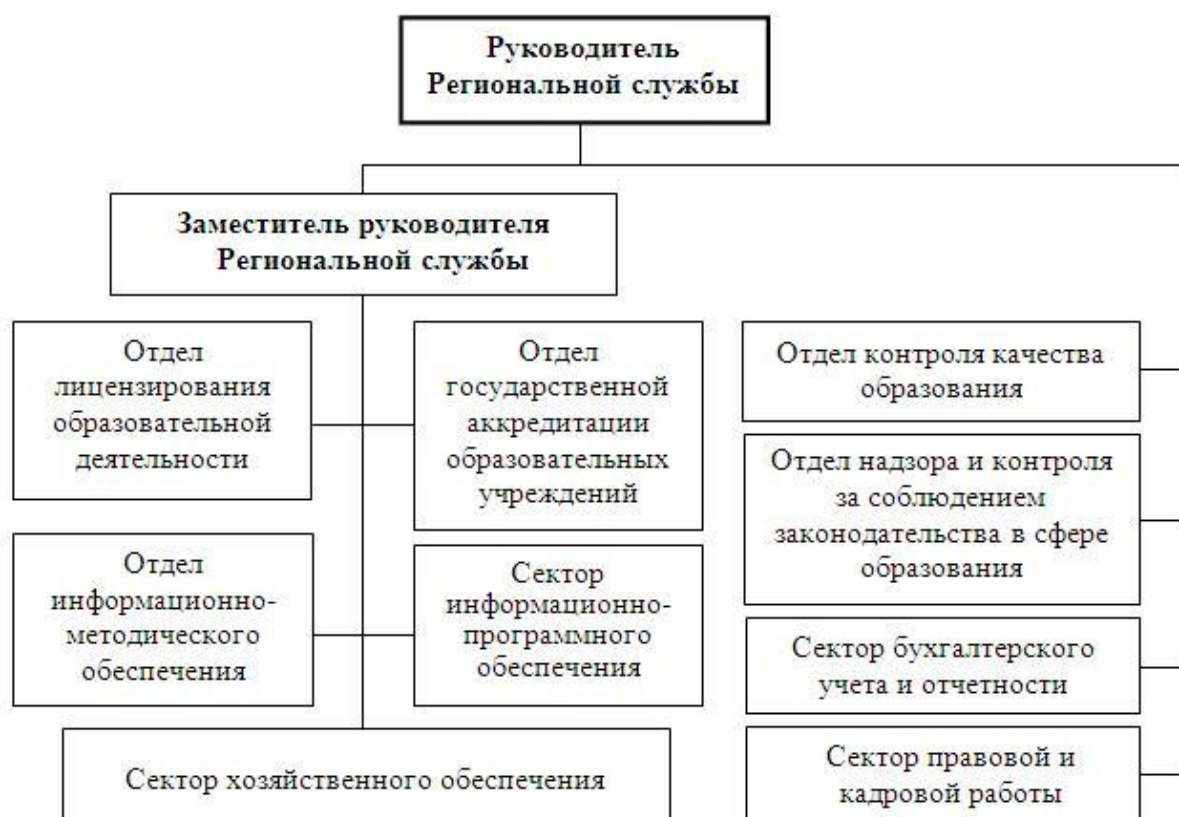 Руководитель
Региональной службы
Заместитель руководителя
Региональной службы
Отдел
лицензирования
образовательной
деятельности
Отдел
государственной
аккредитации
образовательных
учреждений
Отдел
информационно-
методического
обеспечения
Сектор
информационно-
программного
обеспечения
Сектор хозяйственного обеспечения
Отдел контроля качества
образования
Отдел надзора и контроля
за соблюдением
законодательства в сфере
образования
Сектор бухгалтерского
учета и отчетности
Сектор правовой и
кадровой работы